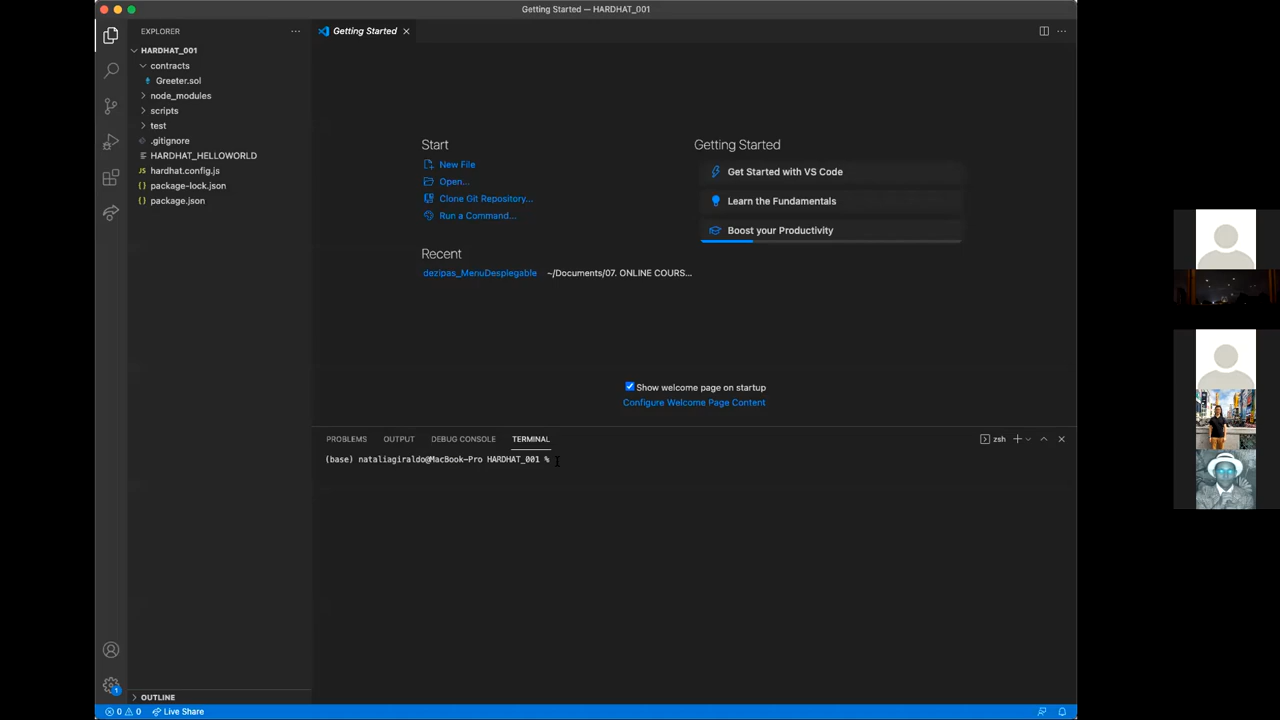 Getting Started — HARDHAT_001
EXPLORER
HARDHAT_001
contracts
Greeter.sol
node_modules
scripts
test
.gitignore
HARDHAT_HELLOWORLD
JS hardhat.config.js
{} package-lock.json
{} package.json
OUTLINE
Getting Started
Start
New File
Open...
Clone Git Repository...
Run a Command...
Recent
dezipas_MenuDesplegable ~/Documents/07. ONLINE COURS...
Getting Started
Get Started with VS Code
Learn the Fundamentals
Boost your Productivity
Show welcome page on startup
Configure Welcome Page Content
PROBLEMS OUTPUT DEBUG CONSOLE TERMINAL
zsh
(base) nataliagiraldo@MacBook-Pro HARDHAT_001 %
1
0 0 Live Share